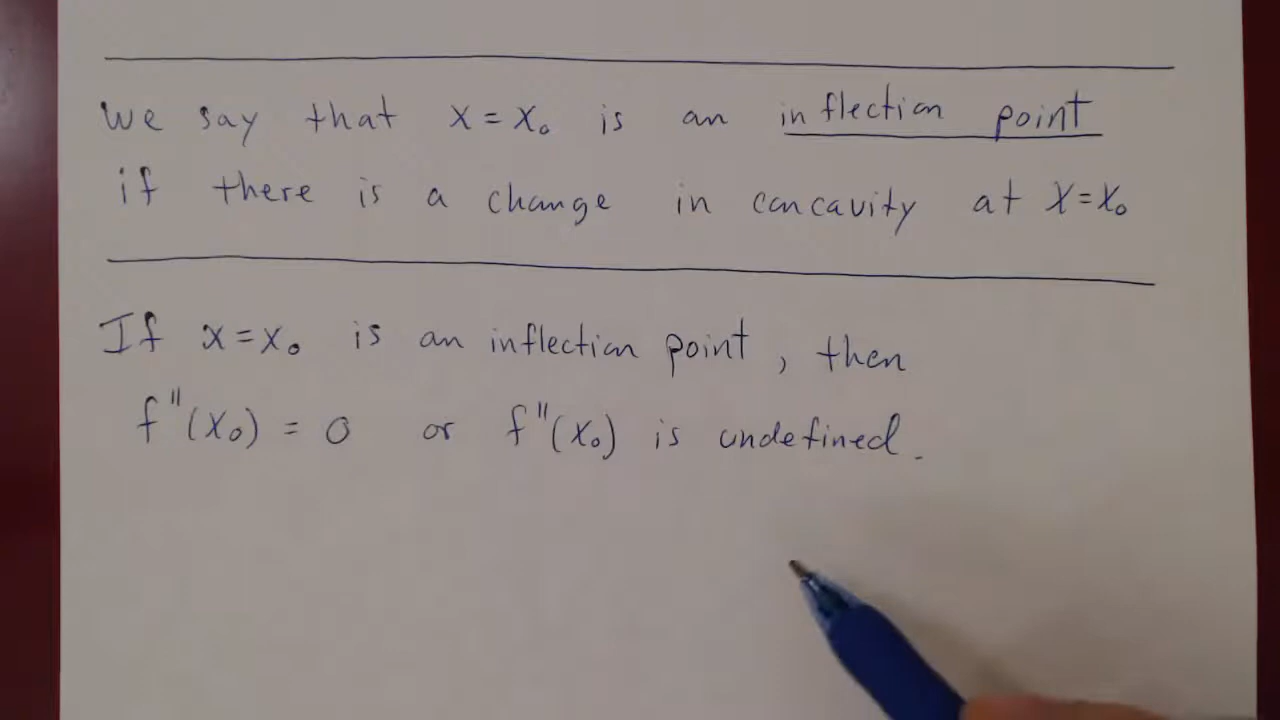 We say that x = x₀ is an inflection point
if there is a change in concavity at x=x₀
If x=x₀ is an inflection point, then
f"(x₀) = 0 or f"(x₀) is undefined.